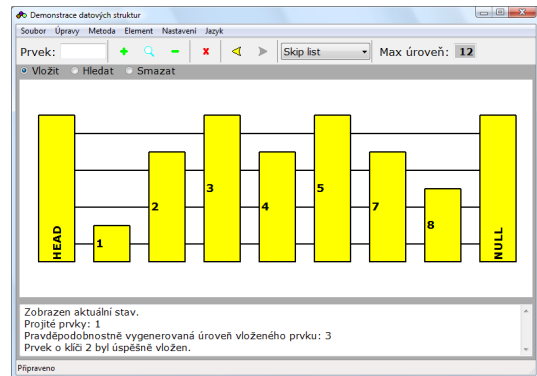 Demonstrace datových struktur
Soubor Úpravy Metoda Element Nastavení Jazyk
Prvek: Skip list Max úroveň: 12
Vložit Hledat Smazat
HEAD 1 2 3 4 5 7 8 NULL
Zobrazen aktuální stav.
Projité prvky: 1
Pravděpodobnostně vygenerovaná úroveň vloženého prvku: 3
Prvek o klíči 2 byl úspěšně vložen.
Připraveno